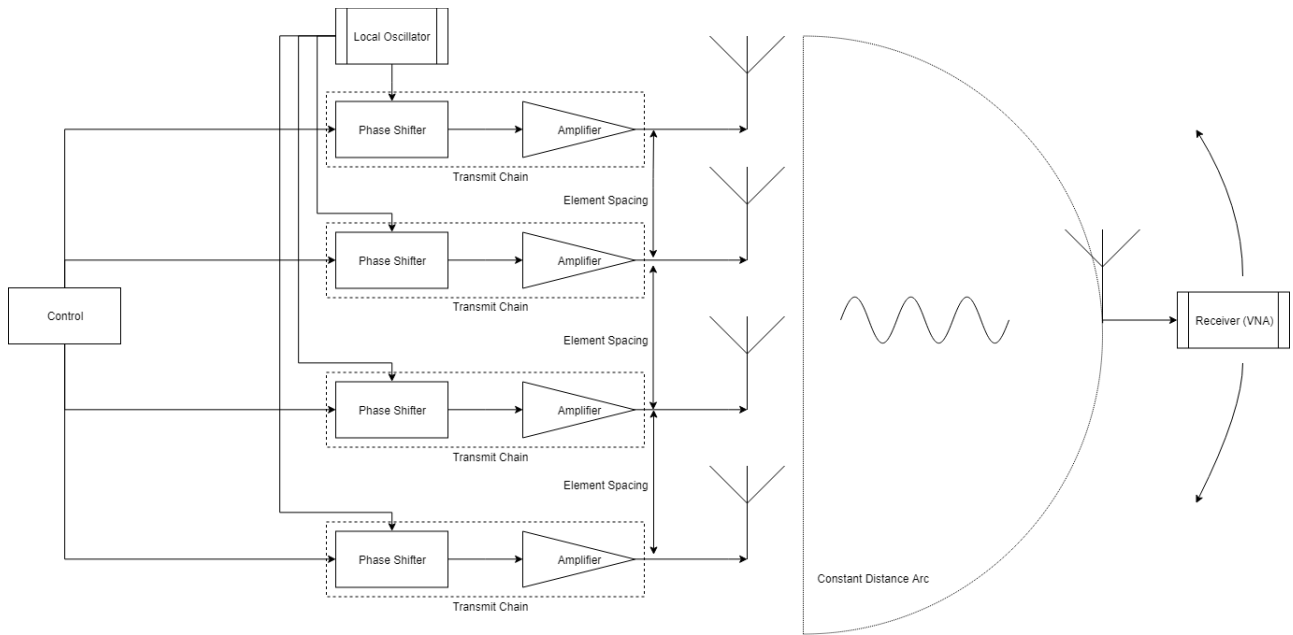 Local Oscillator
Phase Shifter
Amplifier
Transmit Chain
Element Spacing
Phase Shifter
Amplifier
Transmit Chain
Control
Element Spacing
Receiver (VNA)
Phase Shifter
Amplifier
Transmit Chain
Element Spacing
Phase Shifter
Amplifier
Constant Distance Arc
Transmit Chain